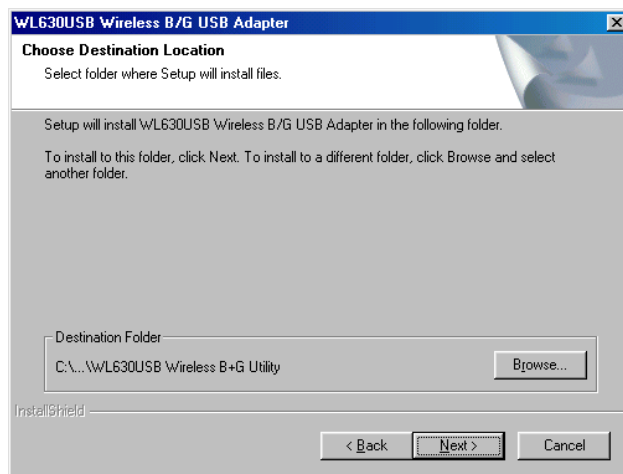 WL630USB Wireless B/G USB Adapter
Choose Destination Location
Select folder where Setup will install files.
Setup will install WL630USB Wireless B/G USB Adapter in the following folder.
To install to this folder, click Next. To install to a different folder, click Browse and select
another folder.
Destination Folder
C:\...\WL630USB Wireless B+G Utility
Browse...
InstallShield
< Back
Next >
Cancel